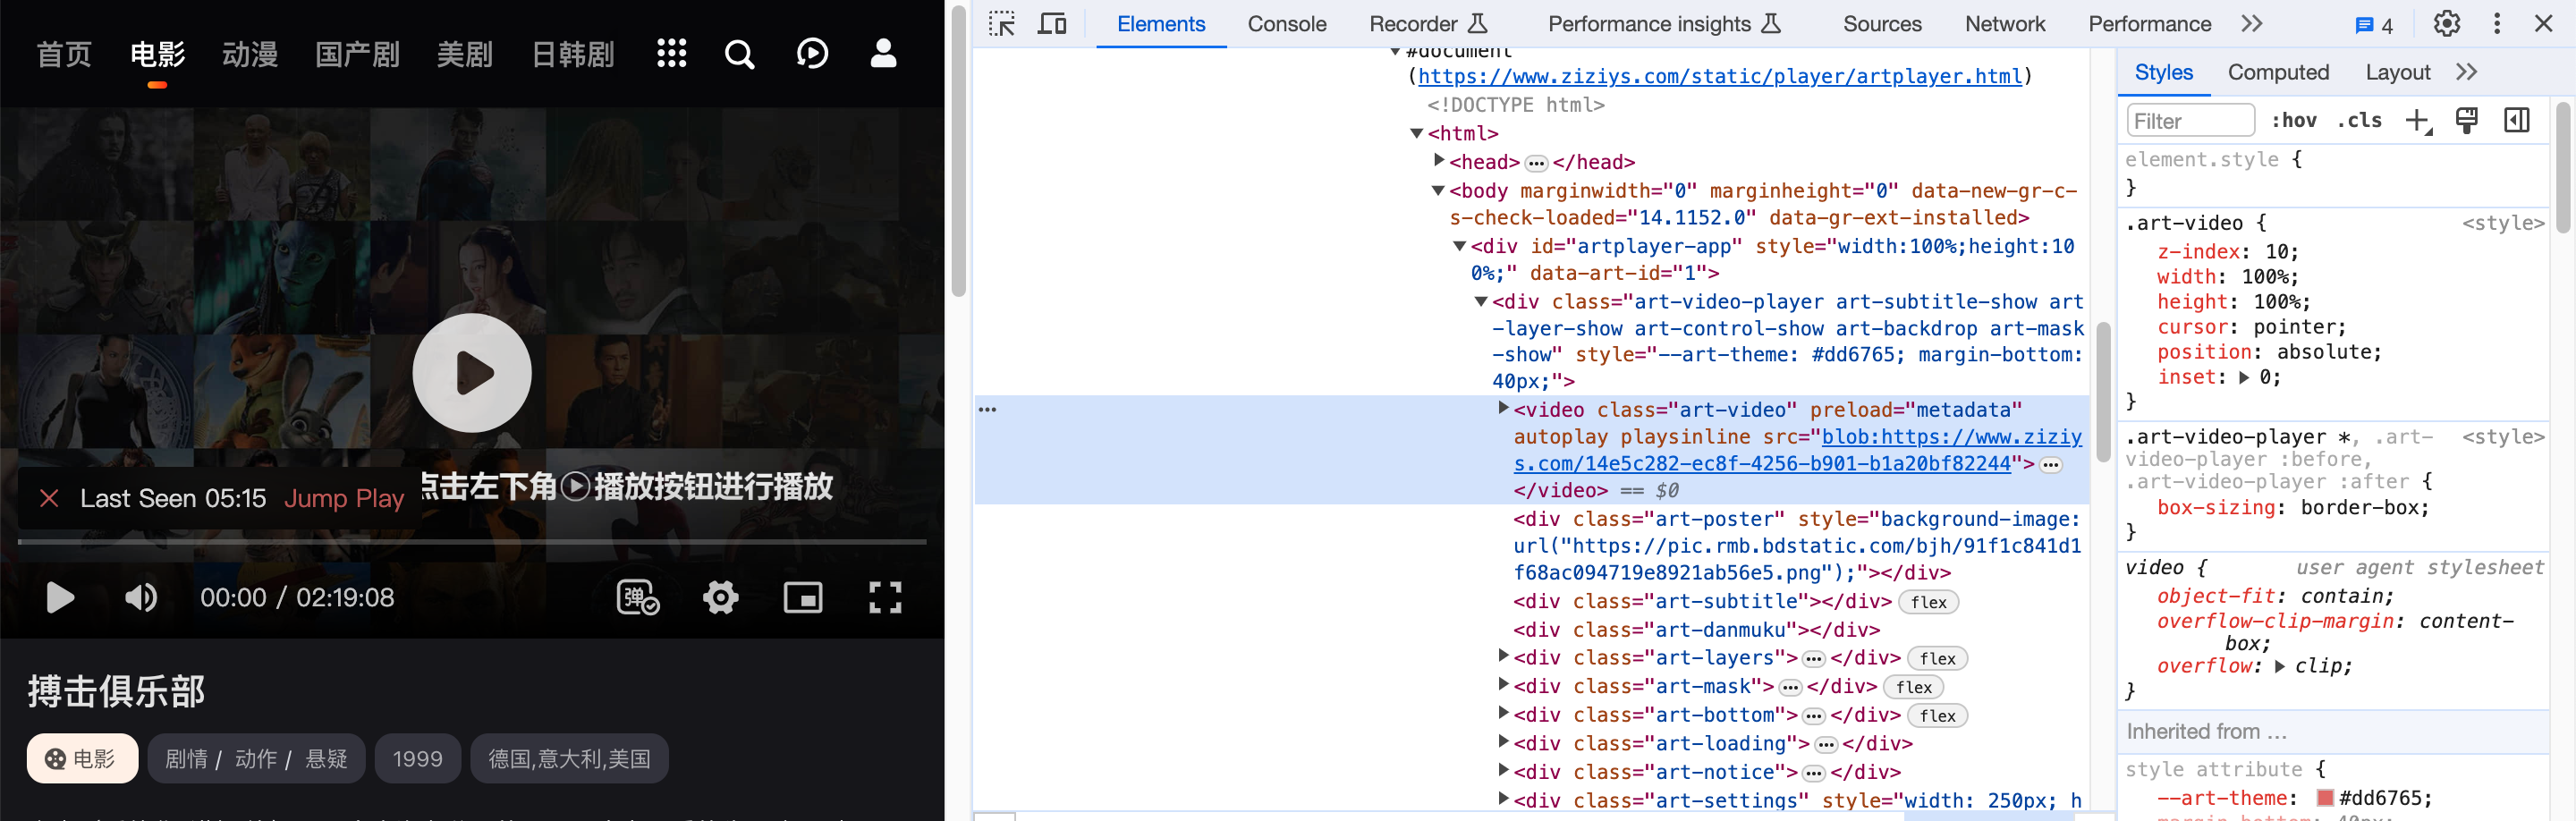 首页 电影 动漫 国产剧 美剧 日韩剧
点击左下角 播放按钮进行播放
Last Seen 05:15 Jump Play
00:00 / 02:19:08
弹
搏击俱乐部
电影 剧情 / 动作 / 悬疑 1999 德国,意大利,美国
Elements Console Recorder Performance insights Sources Network Performance 4
#document
(https://www.ziziys.com/static/player/artplayer.html)
<!DOCTYPE html>
<html>
<head> … </head>
<body marginwidth="0" marginheight="0" data-new-gr-c-
s-check-loaded="14.1152.0" data-gr-ext-installed>
<div id="artplayer-app" style="width:100%;height:10
0%;" data-art-id="1">
<div class="art-video-player art-subtitle-show art
-layer-show art-control-show art-backdrop art-mask
-show" style="--art-theme: #dd6765; margin-bottom:
40px;">
… <video class="art-video" preload="metadata"
autoplay playsinline src="blob:https://www.ziziy
s.com/14e5c282-ec8f-4256-b901-b1a20bf82244"> …
</video> == $0
<div class="art-poster" style="background-image:
url("https://pic.rmb.bdstatic.com/bjh/91f1c841d1
f68ac094719e8921ab56e5.png");"></div>
<div class="art-subtitle"></div> flex
<div class="art-danmuku"></div>
<div class="art-layers"> … </div> flex
<div class="art-mask"> … </div> flex
<div class="art-bottom"> … </div> flex
<div class="art-loading"> … </div>
<div class="art-notice"> … </div>
<div class="art-settings" style="width: 250px; h
Styles Computed Layout
Filter :hov .cls
element.style {
}
.art-video { <style>
z-index: 10;
width: 100%;
height: 100%;
cursor: pointer;
position: absolute;
inset: 0;
}
.art-video-player *, .art- <style>
video-player :before,
.art-video-player :after {
box-sizing: border-box;
}
video { user agent stylesheet
object-fit: contain;
overflow-clip-margin: content-
box;
overflow: clip;
}
Inherited from …
style attribute {
--art-theme: #dd6765;
margin-bottom: 40px;